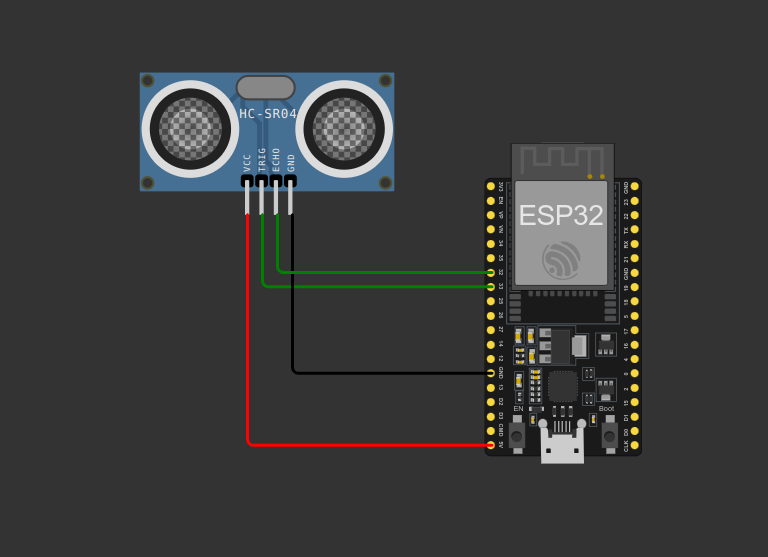 HC-SR04
VCC
TRIG
ECHO
GND
ESP32
3V3
EN
VP
VN
34
35
32
33
25
26
27
14
12
GND
13
D2
D3
CMD
5V
GND
23
22
TX
RX
21
GND
19
18
5
17
16
4
0
2
15
D1
D0
CLK
EN
Boot